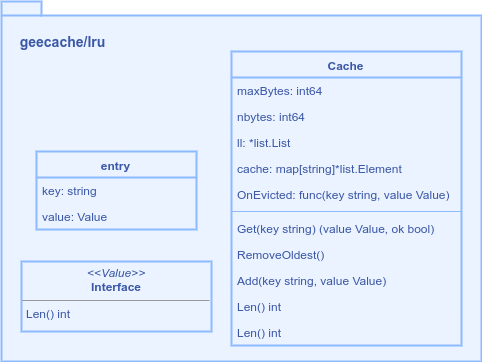 geecache/lru
Cache
maxBytes: int64
nbytes: int64
ll: *list.List
cache: map[string]*list.Element
OnEvicted: func(key string, value Value)
Get(key string) (value Value, ok bool)
RemoveOldest()
Add(key string, value Value)
Len() int
Len() int
entry
key: string
value: Value
<<Value>>
Interface
Len() int